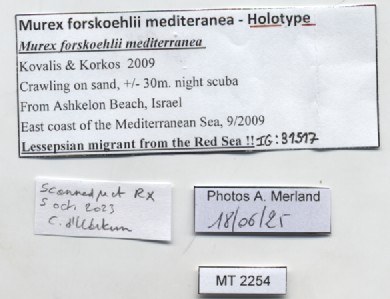 Murex forskoehlii mediteranea - Holotype
Murex forskoehlii mediterranea
Kovalis & Korkos 2009
Crawling on sand, +/- 30m. night scuba
From Ashkelon Beach, Israel
East coast of the Mediterranean Sea, 9/2009
Lessepsian migrant from the Red Sea !! IG: 31517
Scanned RX
5 oct. 2023
Photos A. Merland
18/06/25
MT 2254